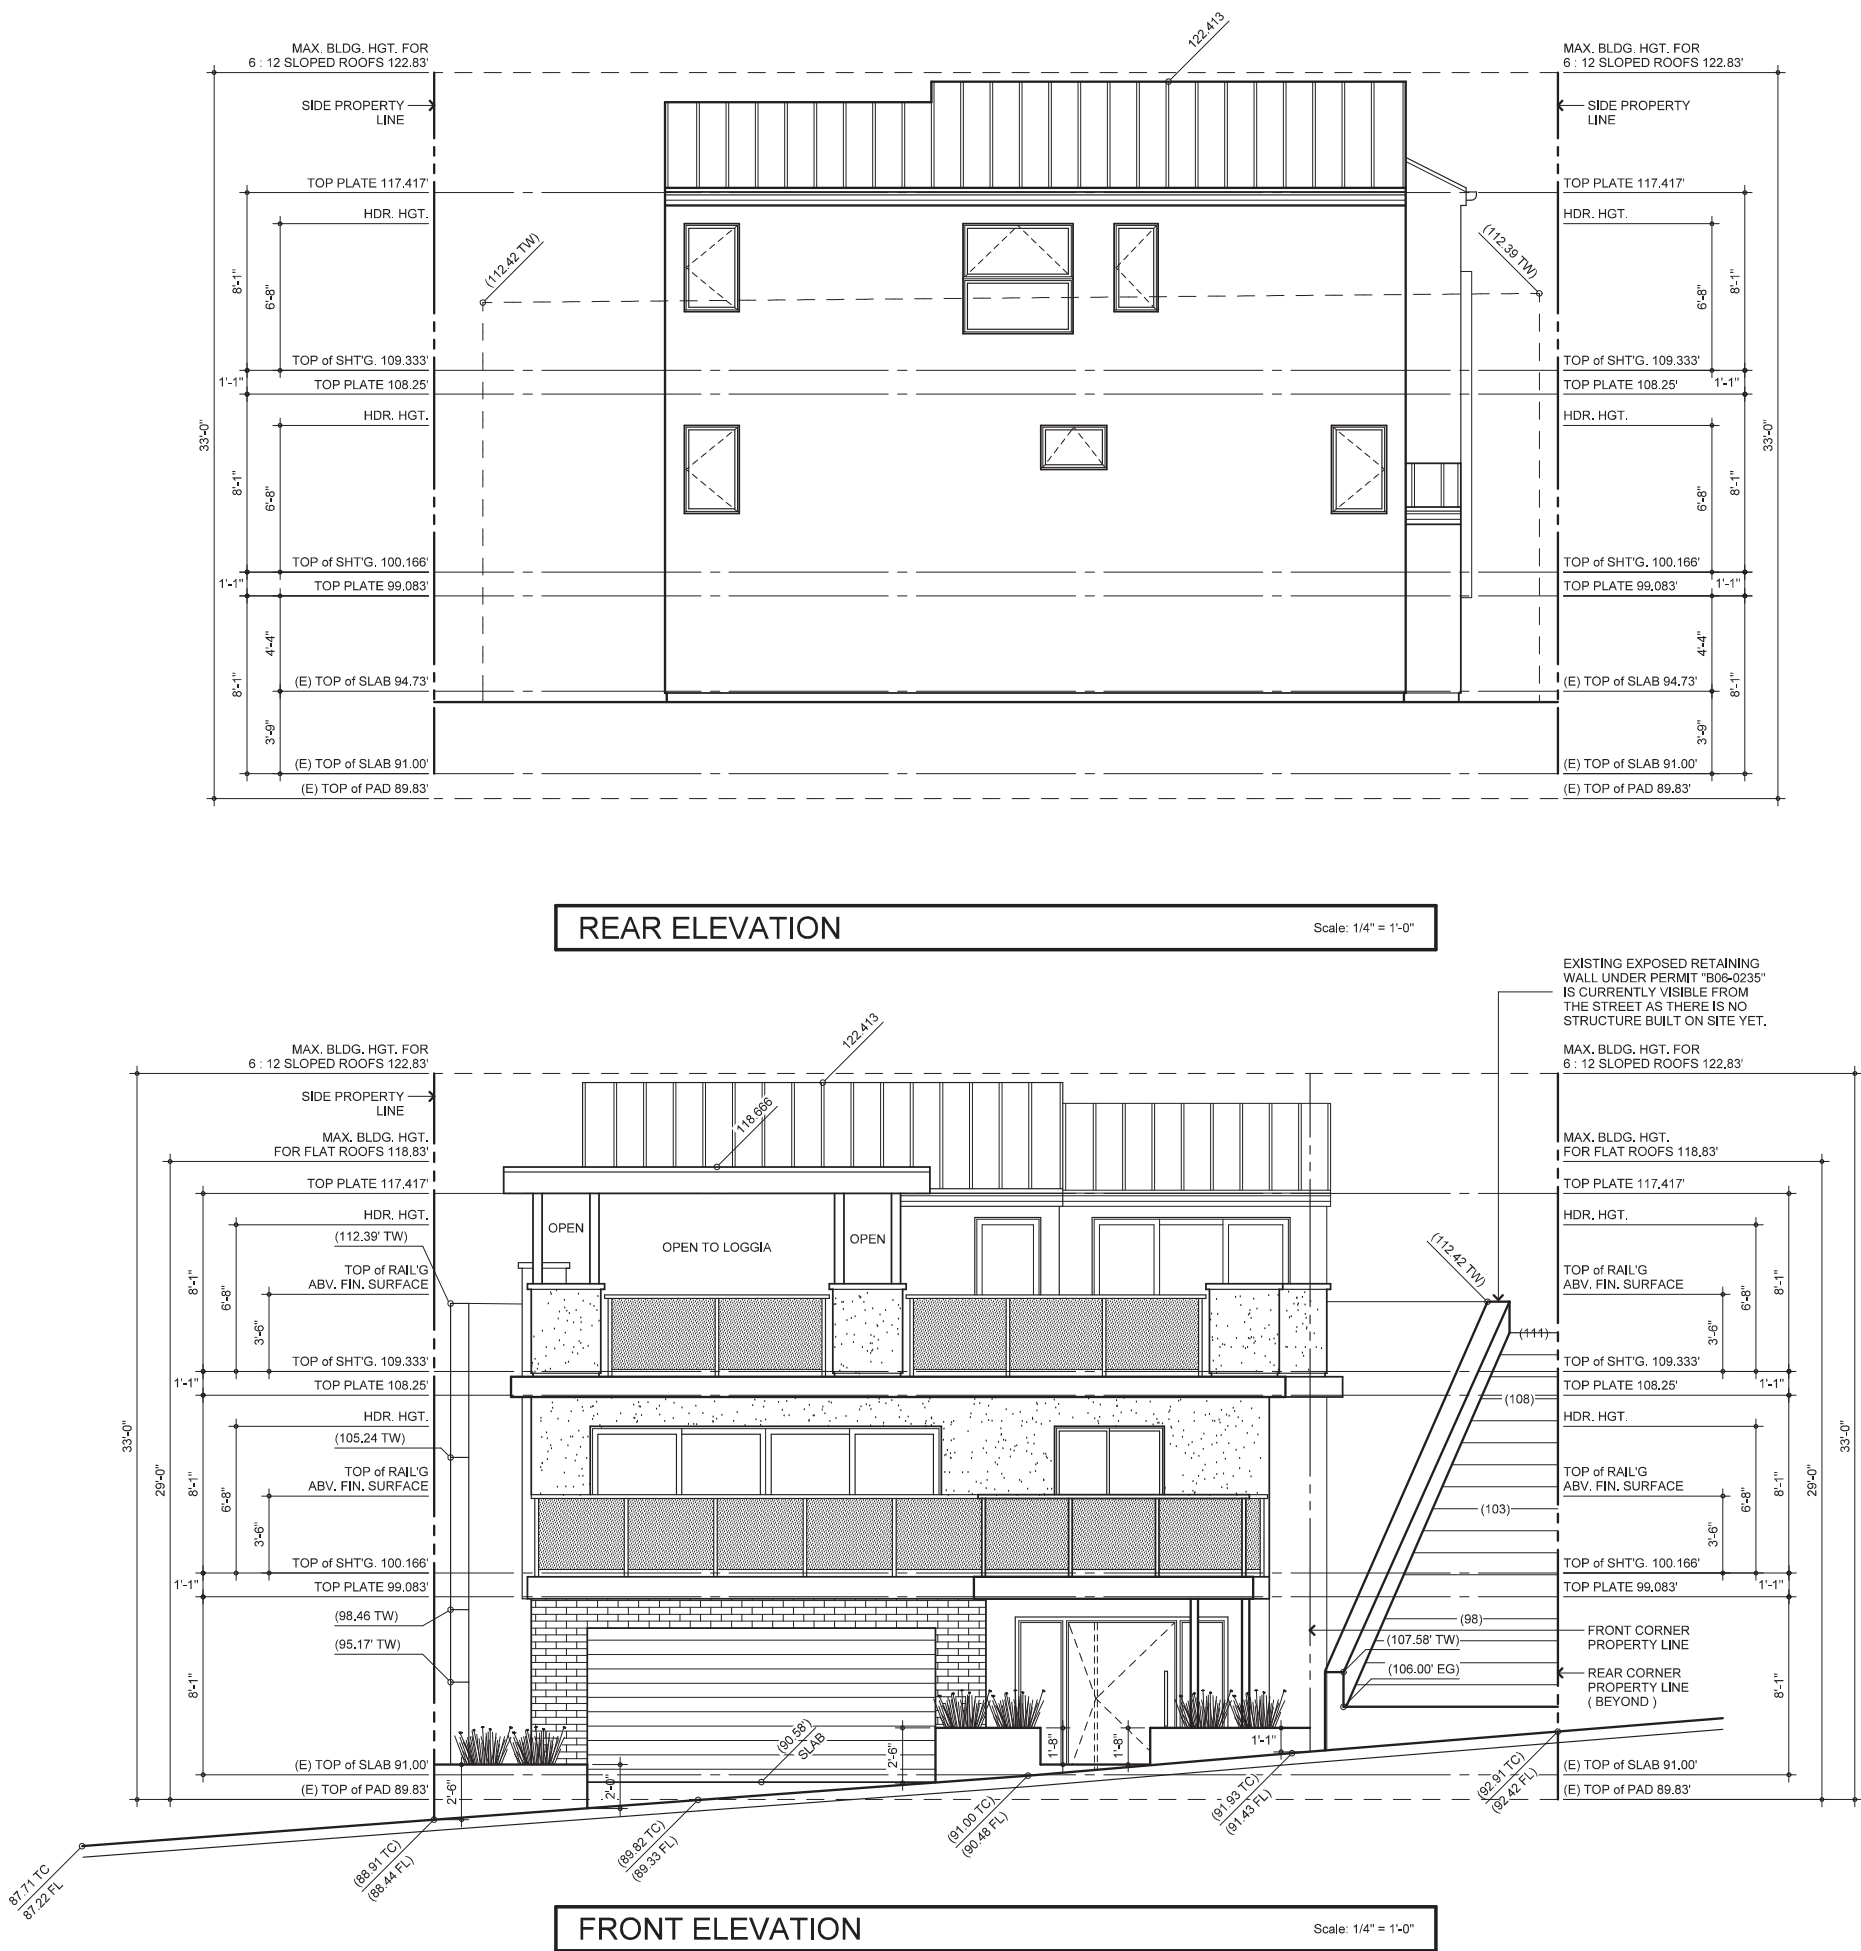 122.413
MAX. BLDG. HGT. FOR
6 : 12 SLOPED ROOFS 122.83'
MAX. BLDG. HGT. FOR
6 : 12 SLOPED ROOFS 122.83'
SIDE PROPERTY
LINE
SIDE PROPERTY
LINE
TOP PLATE 117.417'
TOP PLATE 117.417'
HDR. HGT.
HDR. HGT.
(112.42 TW)
(112.39 TW)
8'-1"
6'-8"
6'-8"
8'-1"
TOP of SHT'G. 109.333'
TOP of SHT'G. 109.333'
1'-1"
TOP PLATE 108.25'
TOP PLATE 108.25'
1'-1"
HDR. HGT.
HDR. HGT.
33'-0"
33'-0"
8'-1"
6'-8"
6'-8"
8'-1"
TOP of SHT'G. 100.166'
TOP of SHT'G. 100.166'
1'-1"
TOP PLATE 99.083'
TOP PLATE 99.083'
1'-1"
4'-4"
4'-4"
8'-1"
(E) TOP of SLAB 94.73'
(E) TOP of SLAB 94.73'
8'-1"
3'-9"
3'-9"
(E) TOP of SLAB 91.00'
(E) TOP of SLAB 91.00'
(E) TOP of PAD 89.83'
(E) TOP of PAD 89.83'
REAR ELEVATION
Scale: 1/4" = 1'-0"
EXISTING EXPOSED RETAINING
WALL UNDER PERMIT "B06-0235"
IS CURRENTLY VISIBLE FROM
THE STREET AS THERE IS NO
STRUCTURE BUILT ON SITE YET.
122.413
MAX. BLDG. HGT. FOR
6 : 12 SLOPED ROOFS 122.83'
MAX. BLDG. HGT. FOR
6 : 12 SLOPED ROOFS 122.83'
SIDE PROPERTY
LINE
118.666
MAX. BLDG. HGT.
FOR FLAT ROOFS 118.83'
MAX. BLDG. HGT.
FOR FLAT ROOFS 118.83'
TOP PLATE 117.417'
TOP PLATE 117.417'
HDR. HGT.
HDR. HGT.
OPEN
OPEN TO LOGGIA
OPEN
(112.39' TW)
(112.42 TW)
TOP of RAIL'G
ABV. FIN. SURFACE
TOP of RAIL'G
ABV. FIN. SURFACE
8'-1"
6'-8"
3'-6"
3'-6"
6'-8"
8'-1"
(111)
TOP of SHT'G. 109.333'
TOP of SHT'G. 109.333'
1'-1"
TOP PLATE 108.25'
TOP PLATE 108.25'
1'-1"
(108)
HDR. HGT.
HDR. HGT.
33'-0"
33'-0"
(105.24 TW)
TOP of RAIL'G
ABV. FIN. SURFACE
TOP of RAIL'G
ABV. FIN. SURFACE
29'-0"
8'-1"
6'-8"
3'-6"
3'-6"
6'-8"
8'-1"
29'-0"
(103)
TOP of SHT'G. 100.166'
TOP of SHT'G. 100.166'
1'-1"
TOP PLATE 99.083'
TOP PLATE 99.083'
1'-1"
(98.46 TW)
(98)
FRONT CORNER
PROPERTY LINE
(95.17' TW)
(107.58' TW)
(106.00' EG)
REAR CORNER
PROPERTY LINE
( BEYOND )
8'-1"
8'-1"
(90.58')
SLAB
2'-6"
1'-8"
1'-8"
1'-1"
(E) TOP of SLAB 91.00'
(E) TOP of SLAB 91.00'
2'-6"
2'-0"
(E) TOP of PAD 89.83'
(E) TOP of PAD 89.83'
87.71 TC
87.22 FL
(88.91 TC)
(88.44 FL)
(89.82 TC)
(89.33 FL)
(91.00 TC)
(90.48 FL)
(91.93 TC)
(91.43 FL)
(92.91 TC)
(92.42 FL)
FRONT ELEVATION
Scale: 1/4" = 1'-0"